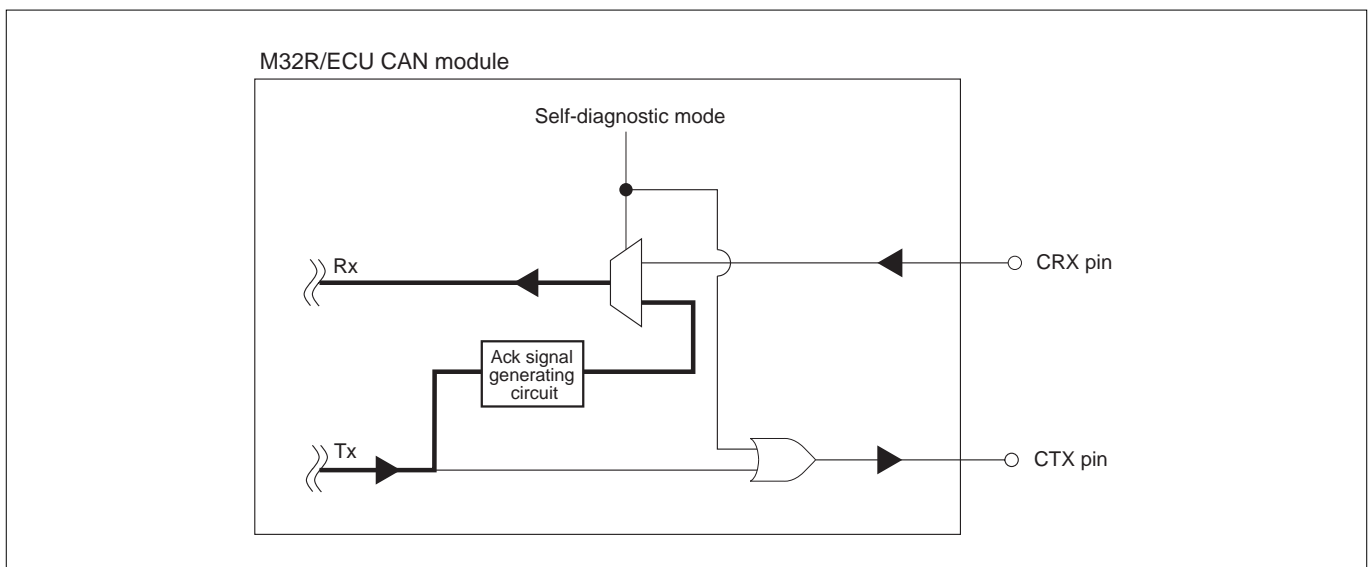 M32R/ECU CAN module
Self-diagnostic mode
Rx
CRX pin
Ack signal
generating
circuit
Tx
CTX pin